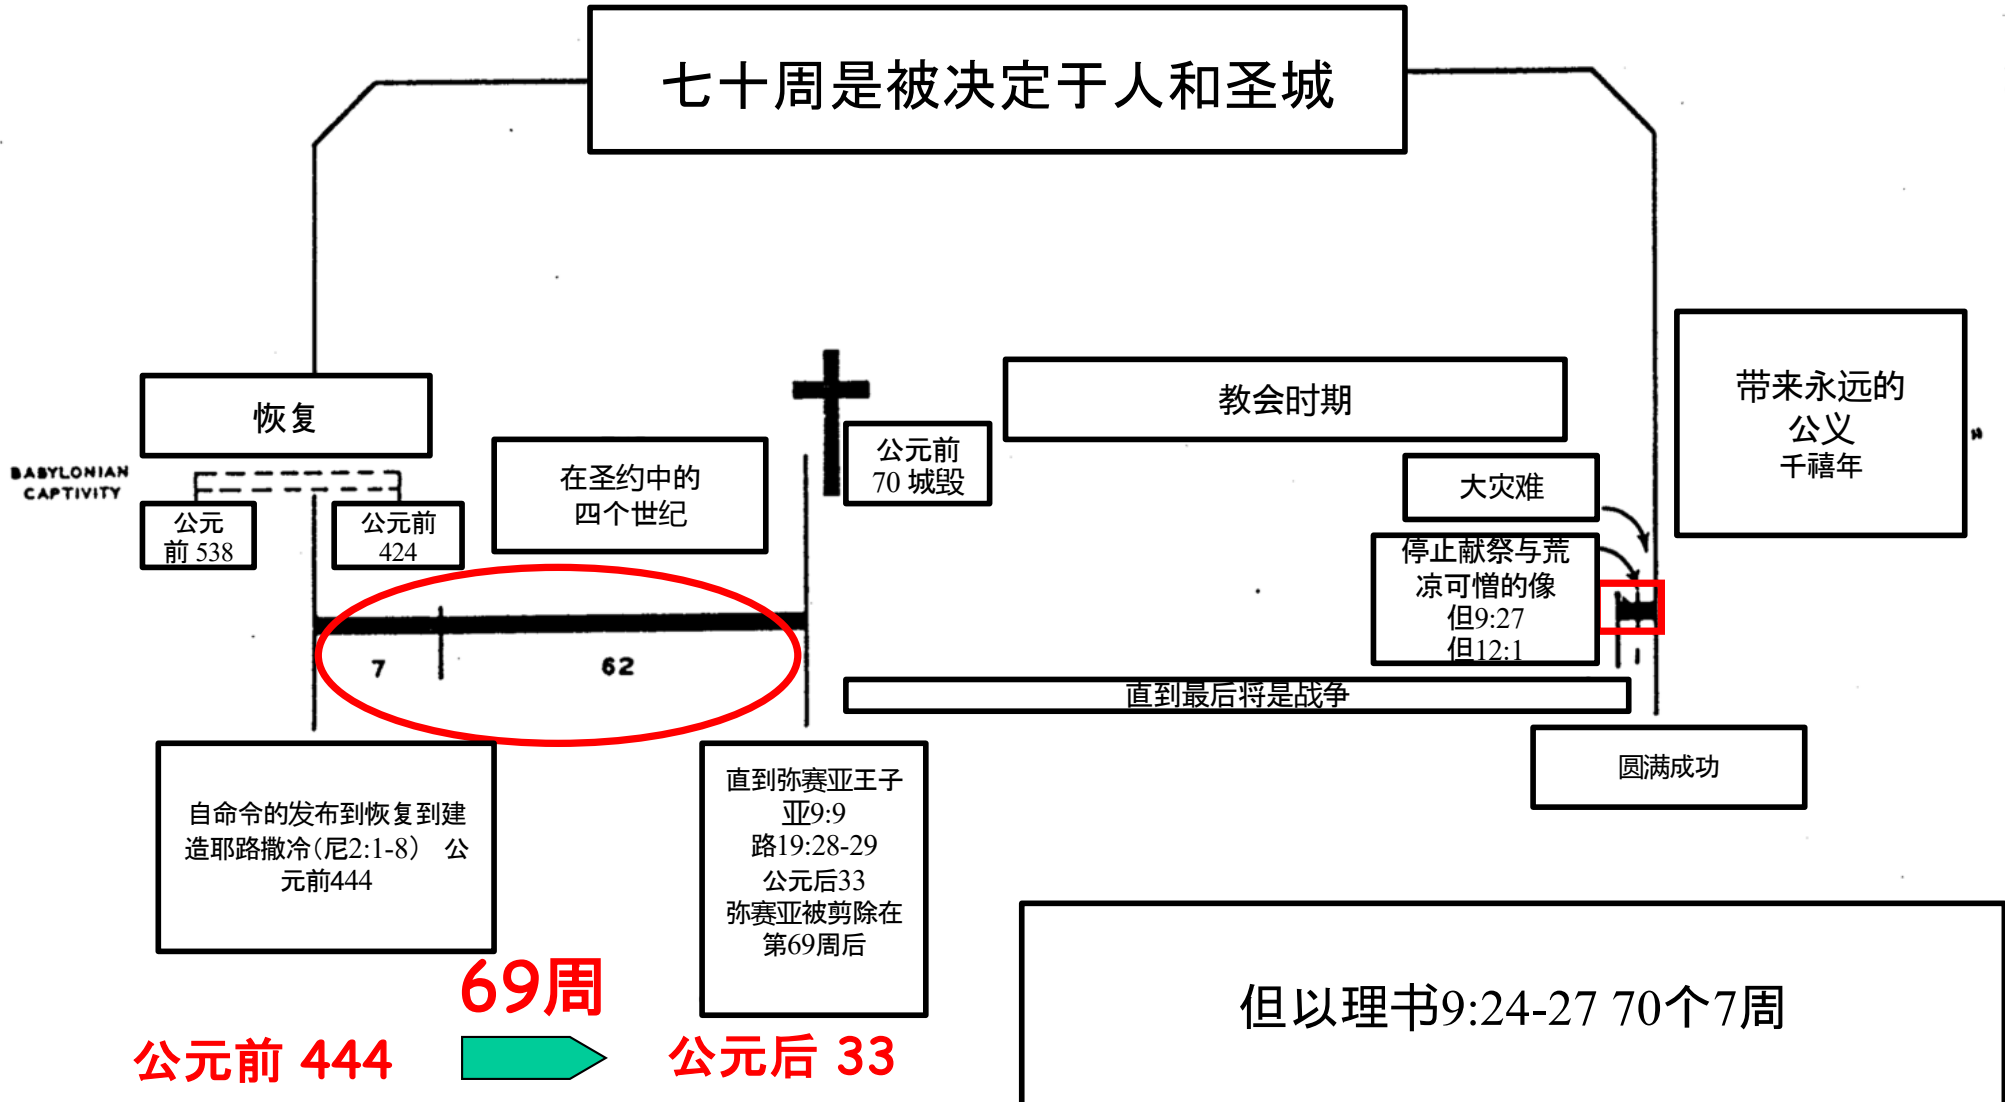 七十周是被决定于人和圣城
恢复
BABYLONIAN
CAPTIVITY
公元
前 538
公元前
424
在圣约中的
四个世纪
公元前
70 城毁
教会时期
带来永远的
公义
千禧年
大灾难
停止献祭与荒
凉可憎的像
但9:27
但12:1
7
62
直到最后将是战争
圆满成功
自命令的发布到恢复到建
造耶路撒冷(尼2:1-8） 公
元前444
直到弥赛亚王子
亚9:9
路19:28-29
公元后33
弥赛亚被剪除在
第69周后
69周
公元前 444
公元后 33
但以理书9:24-27 70个7周